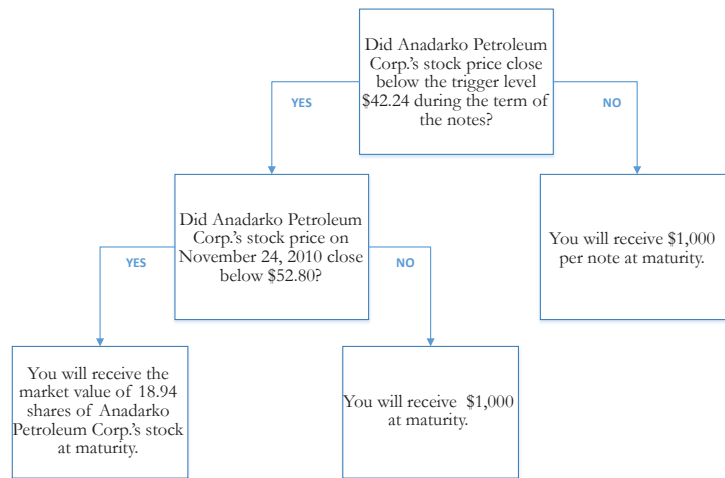 Did Anadarko Petroleum
Corp.'s stock price close
below the trigger level
$42.24 during the term of
the notes?
YES
NO
Did Anadarko Petroleum
Corp.'s stock price on
November 24, 2010 close
below $52.80?
You will receive $1,000
per note at maturity.
YES
NO
You will receive the
market value of 18.94
shares of Anadarko
Petroleum Corp.'s stock
at maturity.
You will receive $1,000
at maturity.